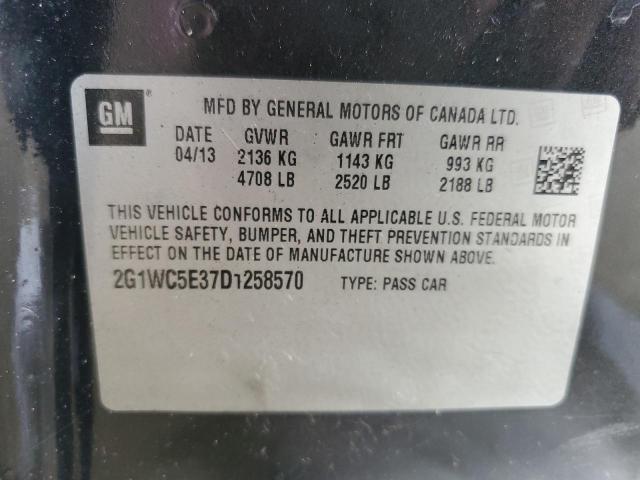 GM ®
MFD BY GENERAL MOTORS OF CANADA LTD.
DATE GVWR GAWR FRT GAWR RR
04/13 2136 KG 1143 KG 993 KG
4708 LB 2520 LB 2188 LB
THIS VEHICLE CONFORMS TO ALL APPLICABLE U.S. FEDERAL MOTOR
VEHICLE SAFETY, BUMPER, AND THEFT PREVENTION STANDARDS IN
EFFECT ON THE DATE OF MANUFACTURE SHOWN ABOVE.
2G1WC5E37D1258570 TYPE: PASS CAR